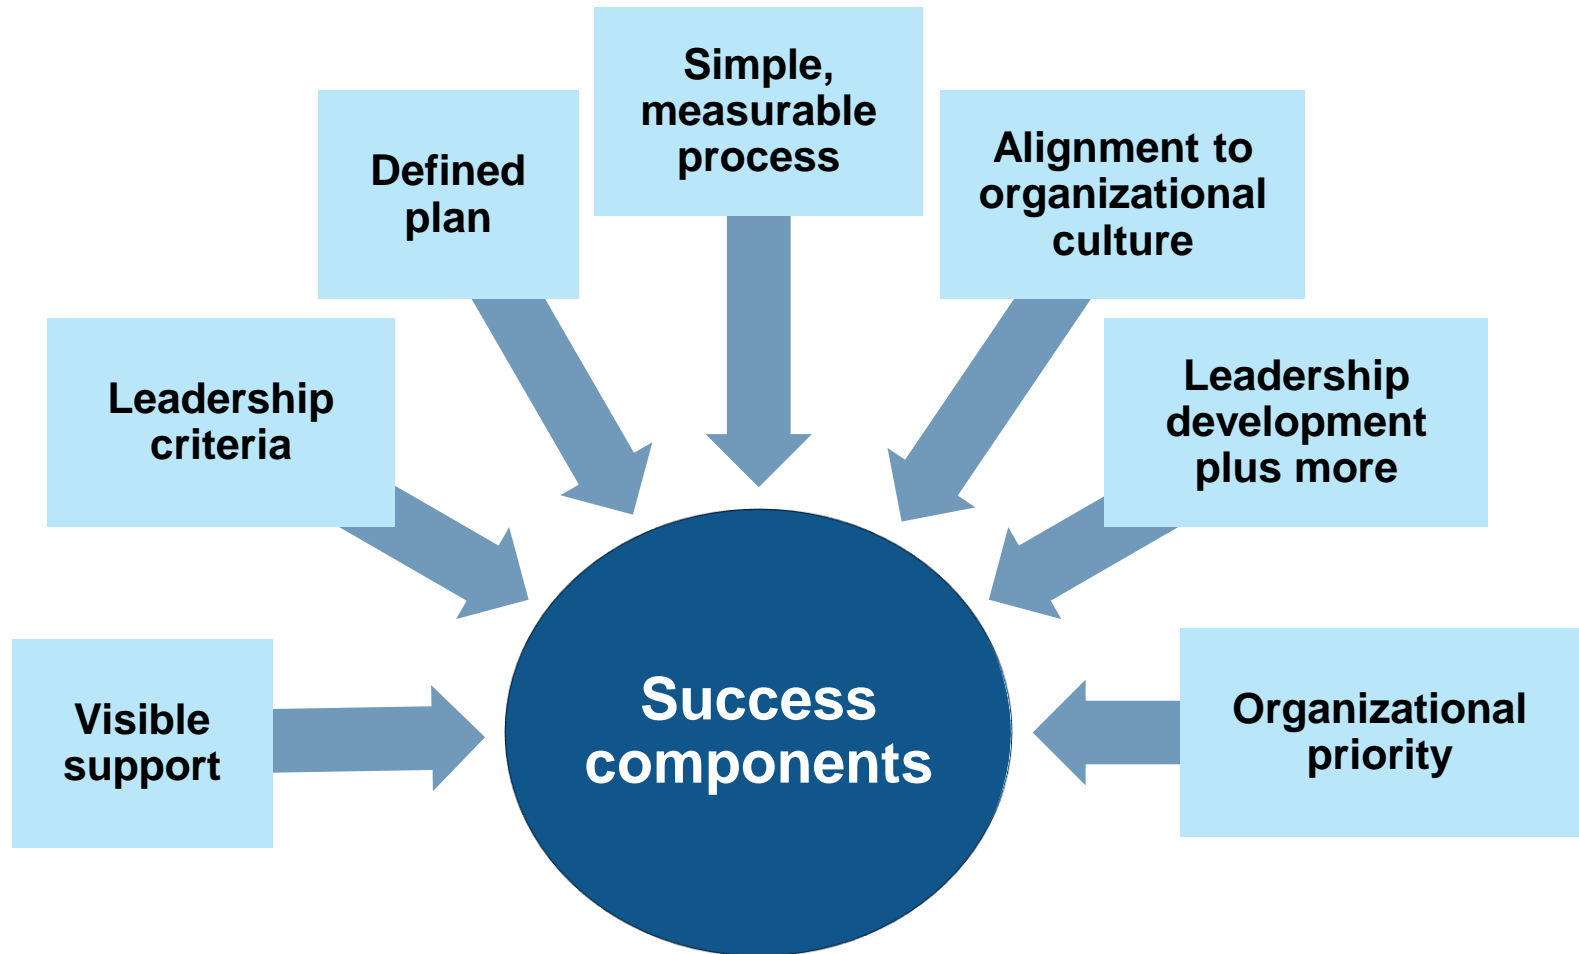 Simple,
measurable
process
Defined
plan
Alignment to
organizational
culture
Leadership
criteria
Leadership
development
plus more
Visible
support
Success
components
Organizational
priority